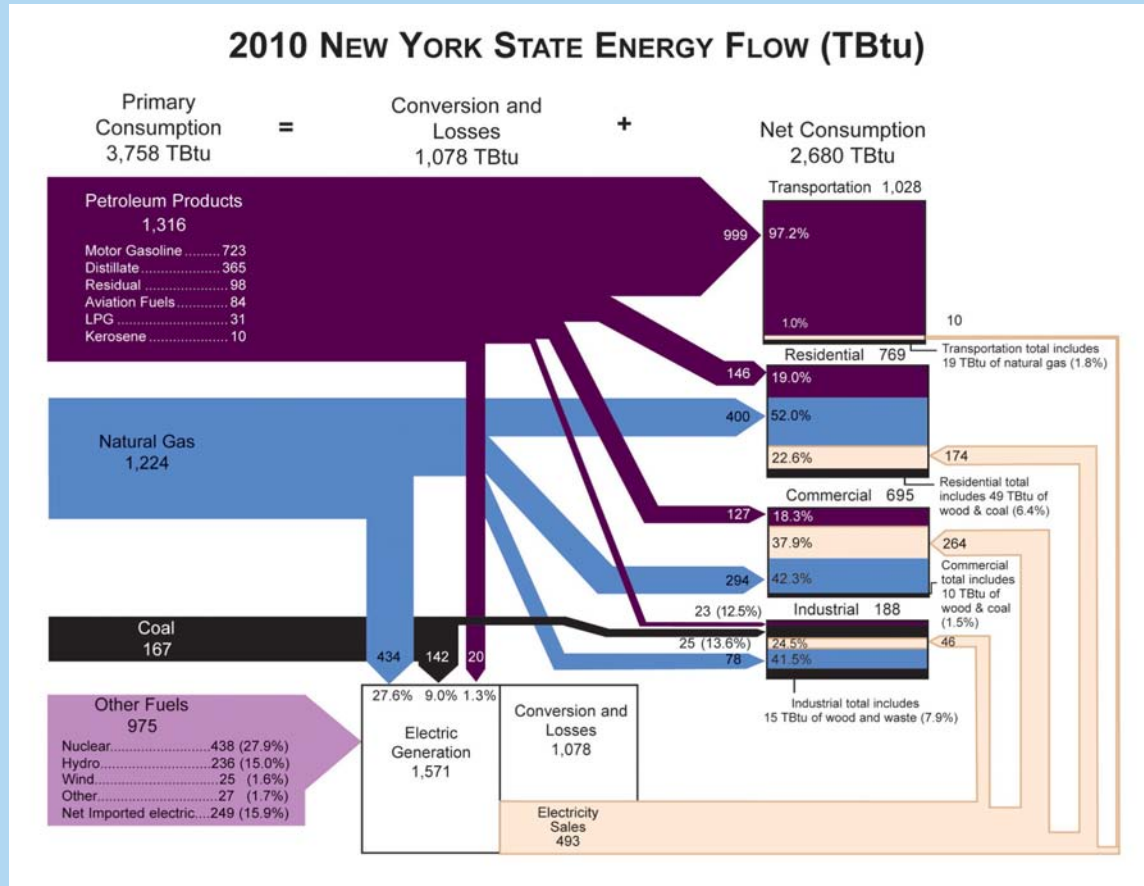 2010 NEW YORK STATE ENERGY FLOW (TBtu)
Primary
Consumption
3,758 TBtu
=
Conversion and
Losses
1,078 TBtu
+
Net Consumption
2,680 TBtu
Petroleum Products
1,316
Motor Gasoline.........723
Distillate....................365
Residual....................98
Aviation Fuels............84
LPG...........................31
Kerosene...................10
999
Transportation 1,028
97.2%
1.0%
10
Transportation total includes
19 TBtu of natural gas (1.8%)
146
Residential 769
19.0%
400
52.0%
22.6%
174
Residential total
includes 49 TBtu of
wood & coal (6.4%)
Natural Gas
1,224
127
Commercial 695
18.3%
37.9%
264
294
42.3%
Commercial
total includes
10 TBtu of
wood & coal
(1.5%)
Coal
167
23 (12.5%)
Industrial 188
25 (13.6%)
24.5%
46
78
41.5%
Industrial total includes
15 TBtu of wood and waste (7.9%)
434
142
20
27.6%
9.0%
1.3%
Other Fuels
975
Nuclear.........................438 (27.9%)
Hydro............................236 (15.0%)
Wind..............................25 (1.6%)
Other.............................27 (1.7%)
Net Imported electric....249 (15.9%)
Electric
Generation
1,571
Conversion and
Losses
1,078
Electricity
Sales
493